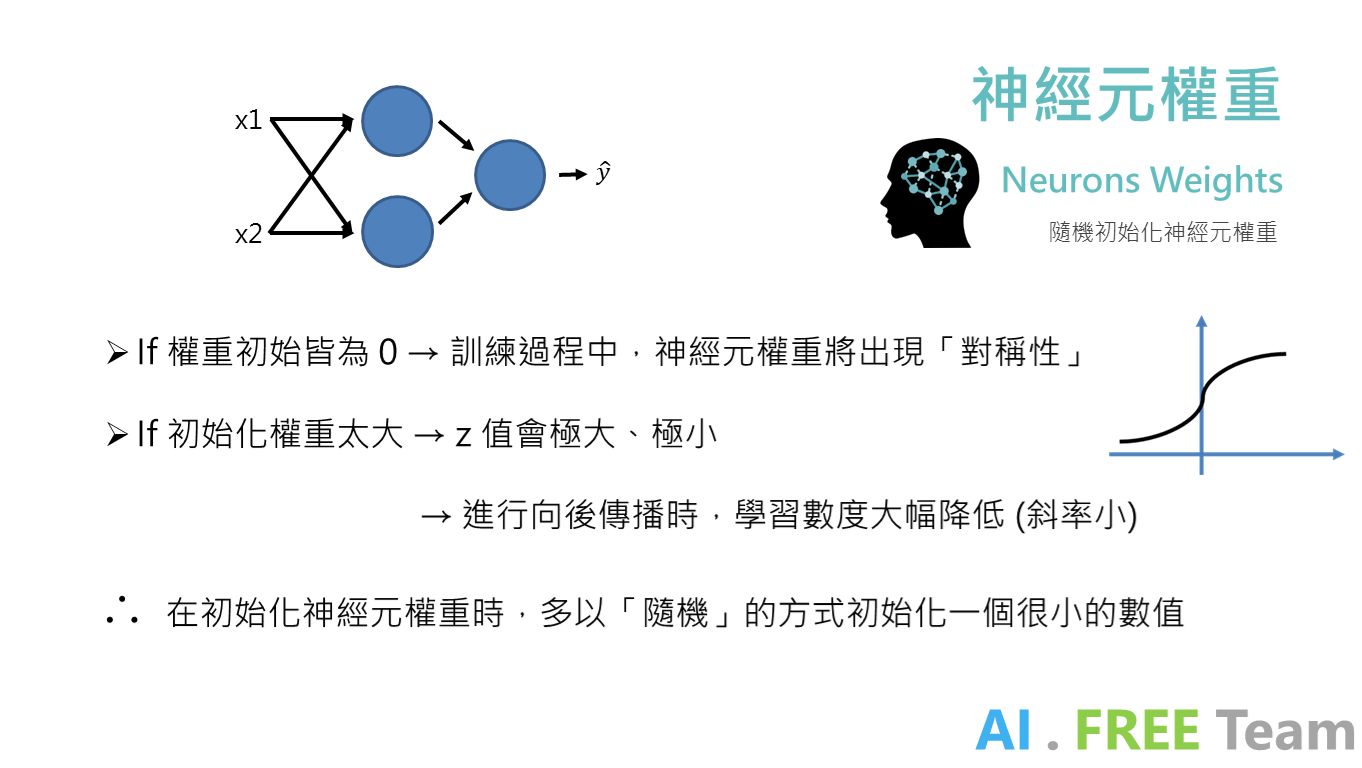 神經元權重
x1
x2
ŷ
Neurons Weights
隨機初始化神經元權重
➢ If 權重初始皆為 0 → 訓練過程中，神經元權重將出現「對稱性」
➢ If 初始化權重太大 → z 值會極大、極小
→ 進行向後傳播時，學習數度大幅降低 (斜率小)
∴ 在初始化神經元權重時，多以「隨機」的方式初始化一個很小的數值
AI . FREE Team